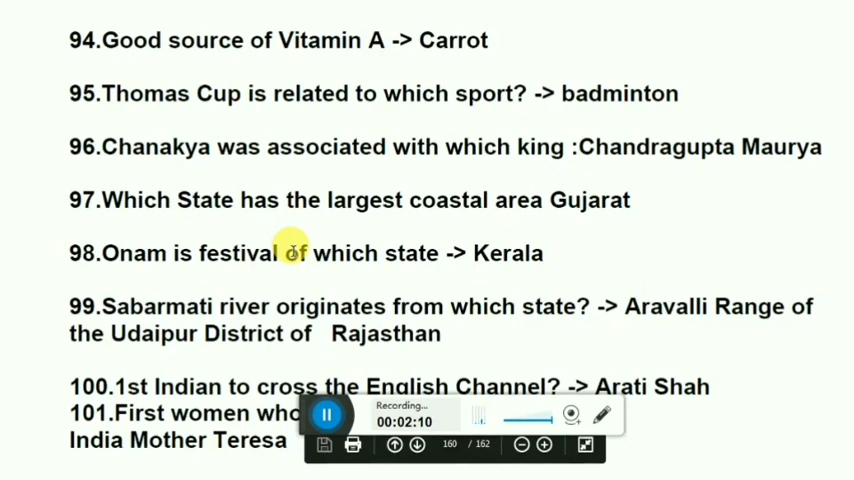 94.Good source of Vitamin A -> Carrot
95.Thomas Cup is related to which sport? -> badminton
96.Chanakya was associated with which king :Chandragupta Maurya
97.Which State has the largest coastal area Gujarat
98.Onam is festival of which state -> Kerala
99.Sabarmati river originates from which state? -> Aravalli Range of
the Udaipur District of Rajasthan
100.1st Indian to cross the English Channel? -> Arati Shah
101.First women who
India Mother Teresa
Recording...
00:02:10
160 / 162